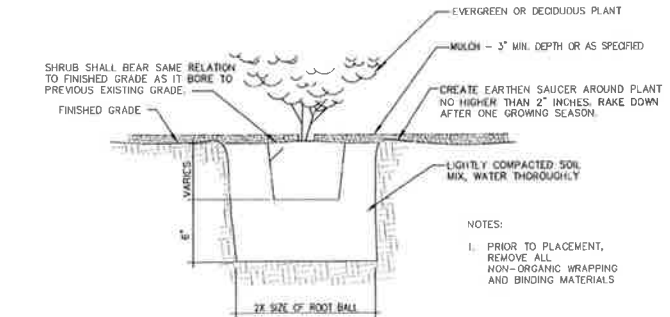 EVERGREEN OR DECIDUOUS PLANT
MULCH - 3" MIN. DEPTH OR AS SPECIFIED
SHRUB SHALL BEAR SAME RELATION
TO FINISHED GRADE AS IT BORE TO
PREVIOUS EXISTING GRADE.
FINISHED GRADE
CREATE EARTHEN SAUCER AROUND PLANT
NO HIGHER THAN 2" INCHES. RAKE DOWN
AFTER ONE GROWING SEASON.
LIGHTLY COMPACTED SOIL
MIX, WATER THOROUGHLY
VARIES
6"
2X SIZE OF ROOT BALL
NOTES:
1. PRIOR TO PLACEMENT,
REMOVE ALL
NON-ORGANIC WRAPPING
AND BINDING MATERIALS